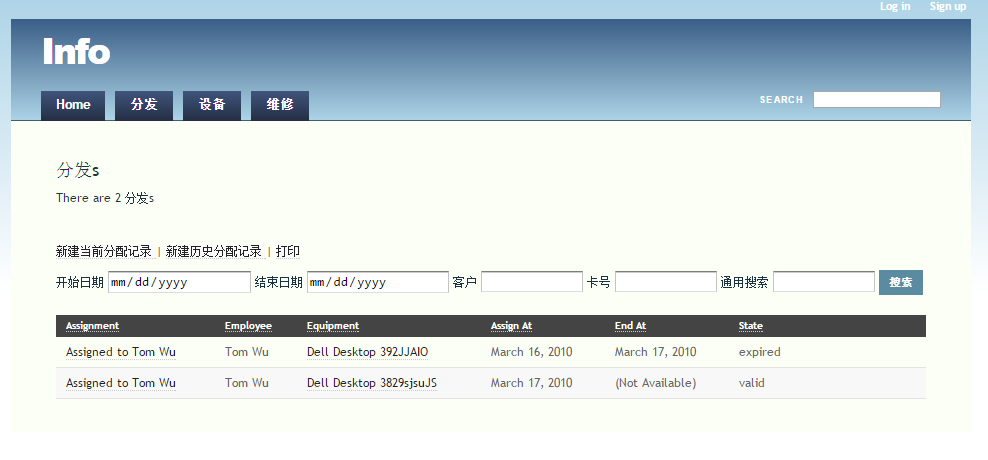 Log in Sign up
Info
Home 分发 设备 维修 SEARCH
分发s
There are 2 分发s
新建当前分配记录 | 新建历史分配记录 | 打印
开始日期 mm/dd/yyyy 结束日期 mm/dd/yyyy 客户 卡号 通用搜索 搜索
Assignment Employee Equipment Assign At End At State
Assigned to Tom Wu Tom Wu Dell Desktop 392JJAIO March 16, 2010 March 17, 2010 expired
Assigned to Tom Wu Tom Wu Dell Desktop 3829sjsuJS March 17, 2010 (Not Available) valid